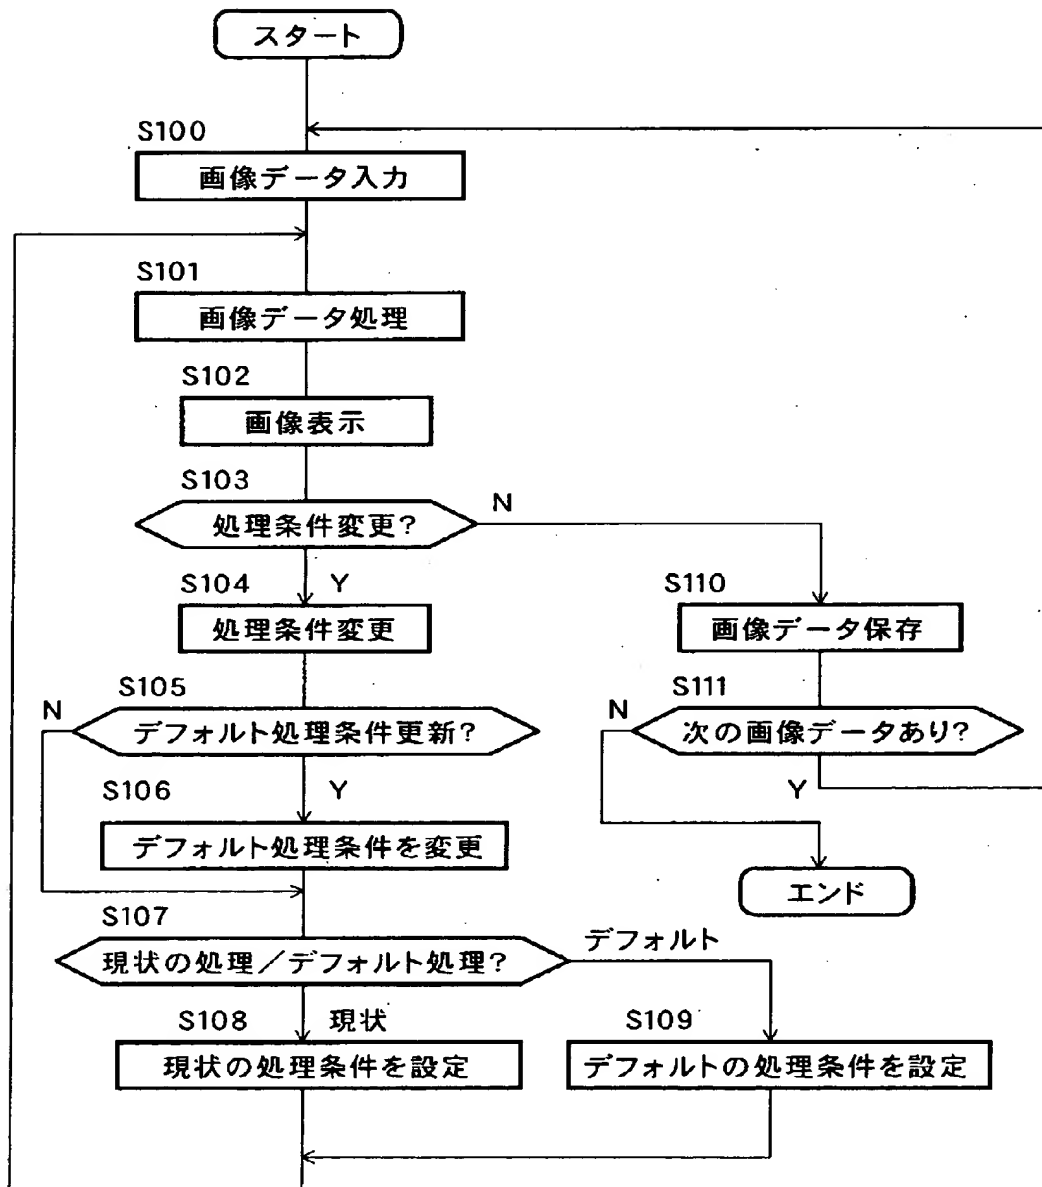 スタート
S100
画像データ入力
S101
画像データ処理
S102
画像表示
S103
処理条件変更?
N
Y
S104
処理条件変更
S105
N
デフォルト処理条件更新?
Y
S106
デフォルト処理条件を変更
S107
現状の処理／デフォルト処理?
デフォルト
現状
S108
現状の処理条件を設定
S109
デフォルトの処理条件を設定
S110
画像データ保存
S111
N
次の画像データあり?
Y
エンド